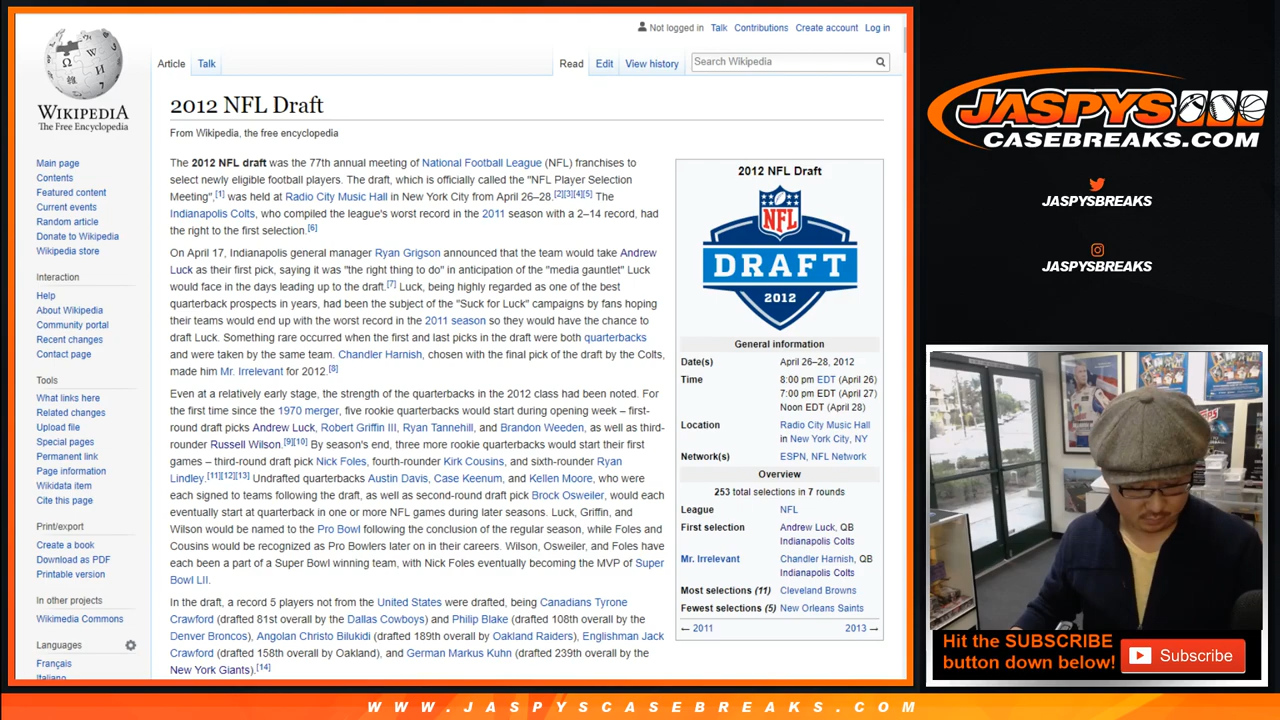 Not logged in Talk Contributions Create account Log in
Article Talk Read Edit View history Search Wikipedia
WIKIPEDIA
The Free Encyclopedia
Main page
Contents
Featured content
Current events
Random article
Donate to Wikipedia
Wikipedia store
Interaction
Help
About Wikipedia
Community portal
Recent changes
Contact page
Tools
What links here
Related changes
Upload file
Special pages
Permanent link
Page information
Wikidata item
Cite this page
Print/export
Create a book
Download as PDF
Printable version
In other projects
Wikimedia Commons
Languages
Français
Italiano
2012 NFL Draft
From Wikipedia, the free encyclopedia
The 2012 NFL draft was the 77th annual meeting of National Football League (NFL) franchises to
select newly eligible football players. The draft, which is officially called the "NFL Player Selection
Meeting",[1] was held at Radio City Music Hall in New York City from April 26–28.[2][3][4][5] The
Indianapolis Colts, who compiled the league's worst record in the 2011 season with a 2–14 record, had
the right to the first selection.[6]
On April 17, Indianapolis general manager Ryan Grigson announced that the team would take Andrew
Luck as their first pick, saying it was "the right thing to do" in anticipation of the "media gauntlet" Luck
would face in the days leading up to the draft.[7] Luck, being highly regarded as one of the best
quarterback prospects in years, had been the subject of the "Suck for Luck" campaigns by fans hoping
their teams would end up with the worst record in the 2011 season so they would have the chance to
draft Luck. Something rare occurred when the first and last picks in the draft were both quarterbacks
and were taken by the same team. Chandler Harnish, chosen with the final pick of the draft by the Colts,
made him Mr. Irrelevant for 2012.[8]
Even at a relatively early stage, the strength of the quarterbacks in the 2012 class had been noted. For
the first time since the 1970 merger, five rookie quarterbacks would start during opening week – first-
round draft picks Andrew Luck, Robert Griffin III, Ryan Tannehill, and Brandon Weeden, as well as third-
rounder Russell Wilson.[9][10] By season's end, three more rookie quarterbacks would start their first
games – third-round draft pick Nick Foles, fourth-rounder Kirk Cousins, and sixth-rounder Ryan
Lindley.[11][12][13] Undrafted quarterbacks Austin Davis, Case Keenum, and Kellen Moore, who were
each signed to teams following the draft, as well as second-round draft pick Brock Osweiler, would each
eventually start at quarterback in one or more NFL games during later seasons. Luck, Griffin, and
Wilson would be named to the Pro Bowl following the conclusion of the regular season, while Foles and
Cousins would be recognized as Pro Bowlers later on in their careers. Wilson, Osweiler, and Foles have
each been a part of a Super Bowl winning team, with Nick Foles eventually becoming the MVP of Super
Bowl LII.
In the draft, a record 5 players not from the United States were drafted, being Canadians Tyrone
Crawford (drafted 81st overall by the Dallas Cowboys) and Philip Blake (drafted 108th overall by the
Denver Broncos), Angolan Christo Bilukidi (drafted 189th overall by Oakland Raiders), Englishman Jack
Crawford (drafted 158th overall by Oakland), and German Markus Kuhn (drafted 239th overall by the
New York Giants).[14]
2012 NFL Draft
NFL
DRAFT
2012
General information
Date(s) April 26–28, 2012
Time 8:00 pm EDT (April 26)
7:00 pm EDT (April 27)
Noon EDT (April 28)
Location Radio City Music Hall
in New York City, NY
Network(s) ESPN, NFL Network
Overview
253 total selections in 7 rounds
League NFL
First selection Andrew Luck, QB
Indianapolis Colts
Mr. Irrelevant Chandler Harnish, QB
Indianapolis Colts
Most selections (11) Cleveland Browns
Fewest selections (5) New Orleans Saints
← 2011 2013 →
JASPYS
CASEBREAKS.COM
JASPYSBREAKS
JASPYSBREAKS
Hit the SUBSCRIBE
button down below!
Subscribe
WWW.JASPYSCASEBREAKS.COM